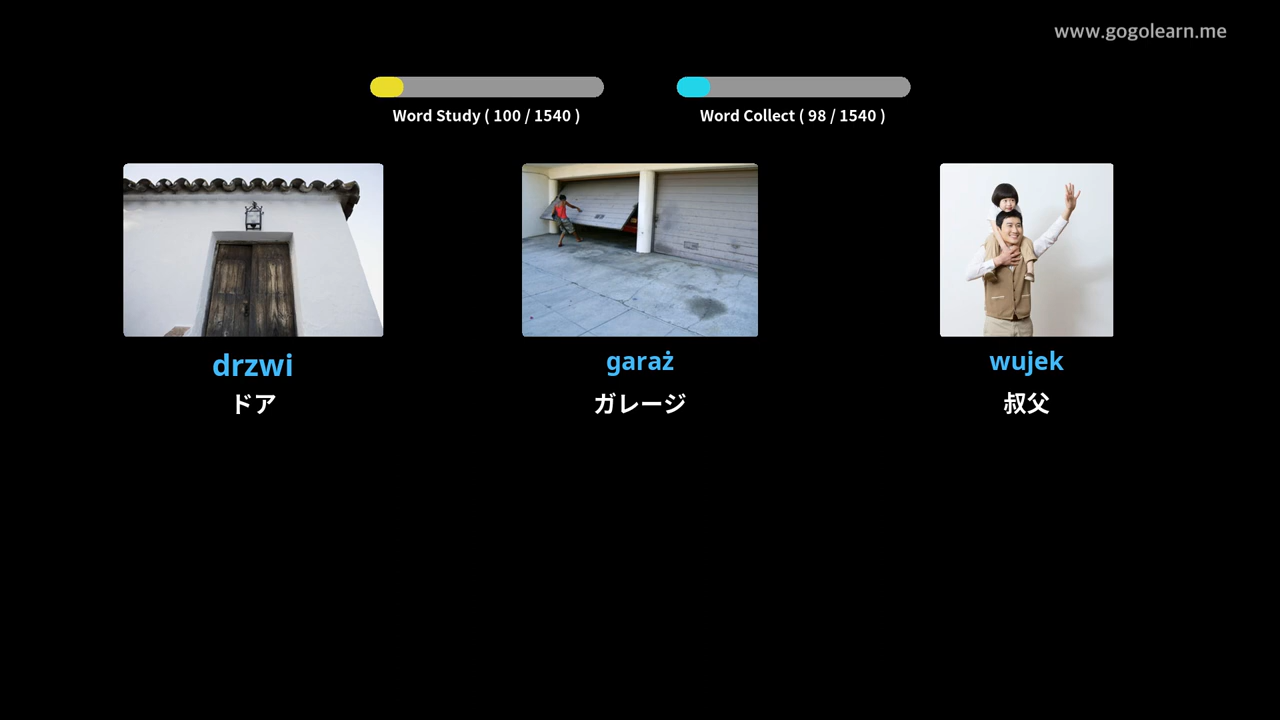 www.gogolearn.me
Word Study ( 100 / 1540 )
Word Collect ( 98 / 1540 )
drzwi
garaż
wujek
ドア
ガレージ
叔父